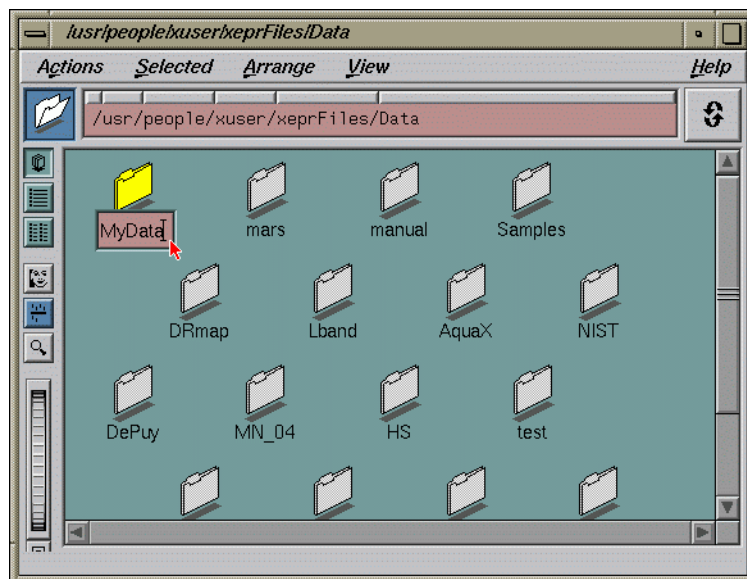 /usr/people/xuser/xeprFiles/Data
Actions Selected Arrange View Help
/usr/people/xuser/xeprFiles/Data
MyData mars manual Samples
DRmap Lband AquaX NIST
DePuy MN_04 HS test